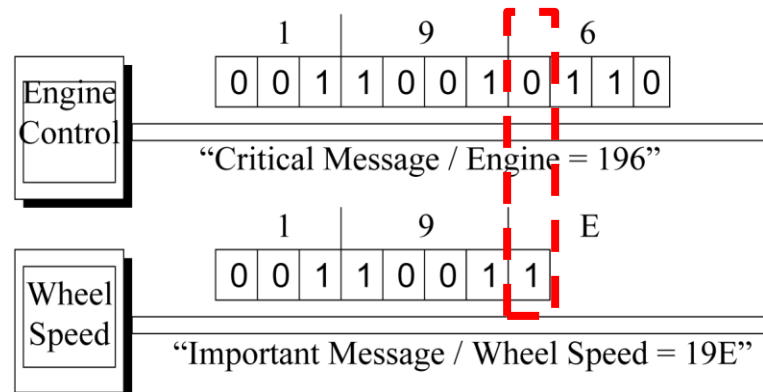 1 9 6
0 0 1 1 0 0 1 0 1 1 0
Engine
Control
“Critical Message / Engine = 196”
1 9 E
0 0 1 1 0 0 1 1
Wheel
Speed
“Important Message / Wheel Speed = 19E”